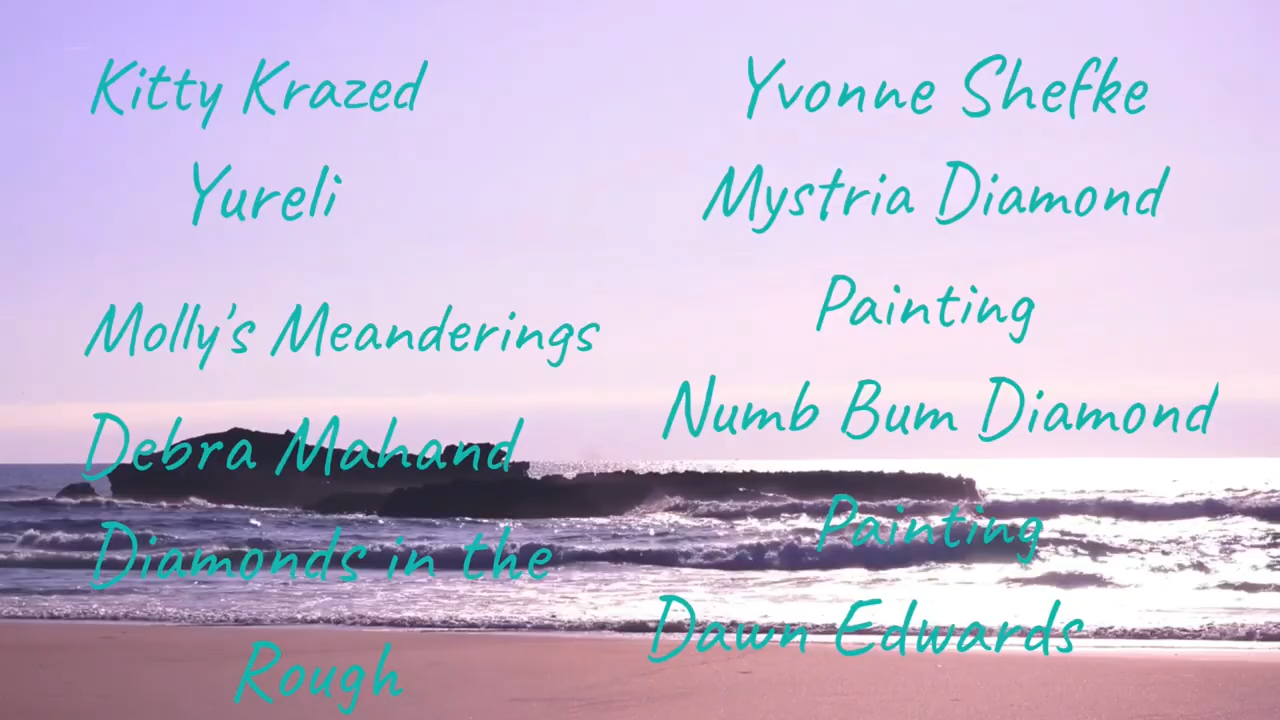 Kitty Krazed
Yureli
Molly's Meanderings
Debra Mahand
Diamonds in the
Rough
Yvonne Shefke
Mystria Diamond
Painting
Numb Bum Diamond
Painting
Dawn Edwards